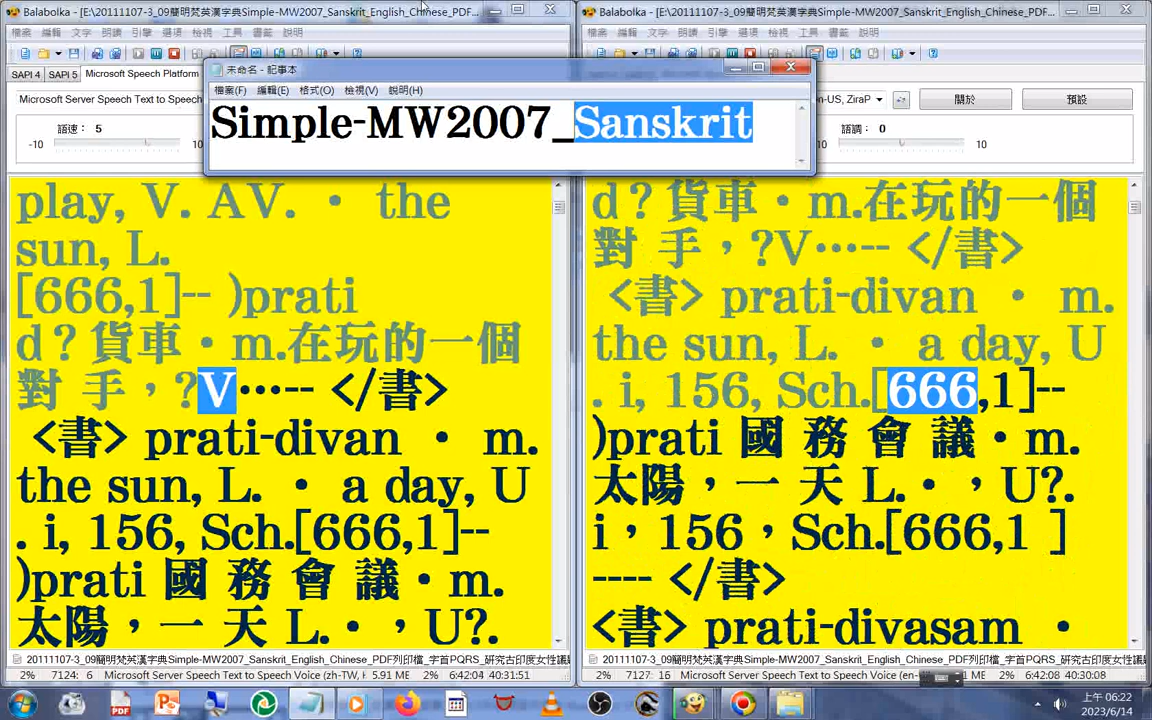 Balabolka - [E:\20111107-3_09簡明梵英漢字典Simple-MW2007_Sanskrit_English_Chinese_PDF...
檔案 編輯 文字 朗讀 引擎 選項 檢視 工具 書籤 說明
SAPI 4 SAPI 5 Microsoft Speech Platform
Microsoft Server Speech Text to Speech
語速： 5
-10 10
Balabolka - [E:\20111107-3_09簡明梵英漢字典Simple-MW2007_Sanskrit_English_Chinese_PDF...
檔案 編輯 文字 朗讀 引擎 選項 檢視 工具 書籤 說明
en-US, ZiraP 關於 預設
語調： 0
10
未命名 - 記事本
檔案(F) 編輯(E) 格式(O) 檢視(V) 說明(H)
Simple-MW2007_Sanskrit
play, V. AV. • the
sun, L.
[666,1]-- )prati
d？貨車•m.在玩的一個
對 手，?V…-- </書>
<書> prati-divan • m.
the sun, L. • a day, U
. i, 156, Sch.[666,1]--
)prati 國 務 會 議•m.
太陽，一 天 L.•，U?.
d？貨車•m.在玩的一個
對 手，?V…-- </書>
<書> prati-divan • m.
the sun, L. • a day, U
. i, 156, Sch.[666,1]--
)prati 國 務 會 議•m.
太陽，一 天 L.•，U?.
i，156，Sch.[666,1 ]
---- </書>
<書> prati-divasam •
20111107-3_09簡明梵英漢字典Simple-MW2007_Sanskrit_English_Chinese_PDF列印檔_字首PQRS_研究古印度女性議
2% 7124: 6 Microsoft Server Speech Text to Speech Voice (zh-TW, 5.91 ME 2% 6:42:04 40:31:51
20111107-3_09簡明梵英漢字典Simple-MW2007_Sanskrit_English_Chinese_PDF列印檔_字首PQRS_研究古印度女性議
2% 7127: 16 Microsoft Server Speech Text to Speech Voice (en-US, 2% 6:42:08 40:30:08
上午 06:22
2023/6/14